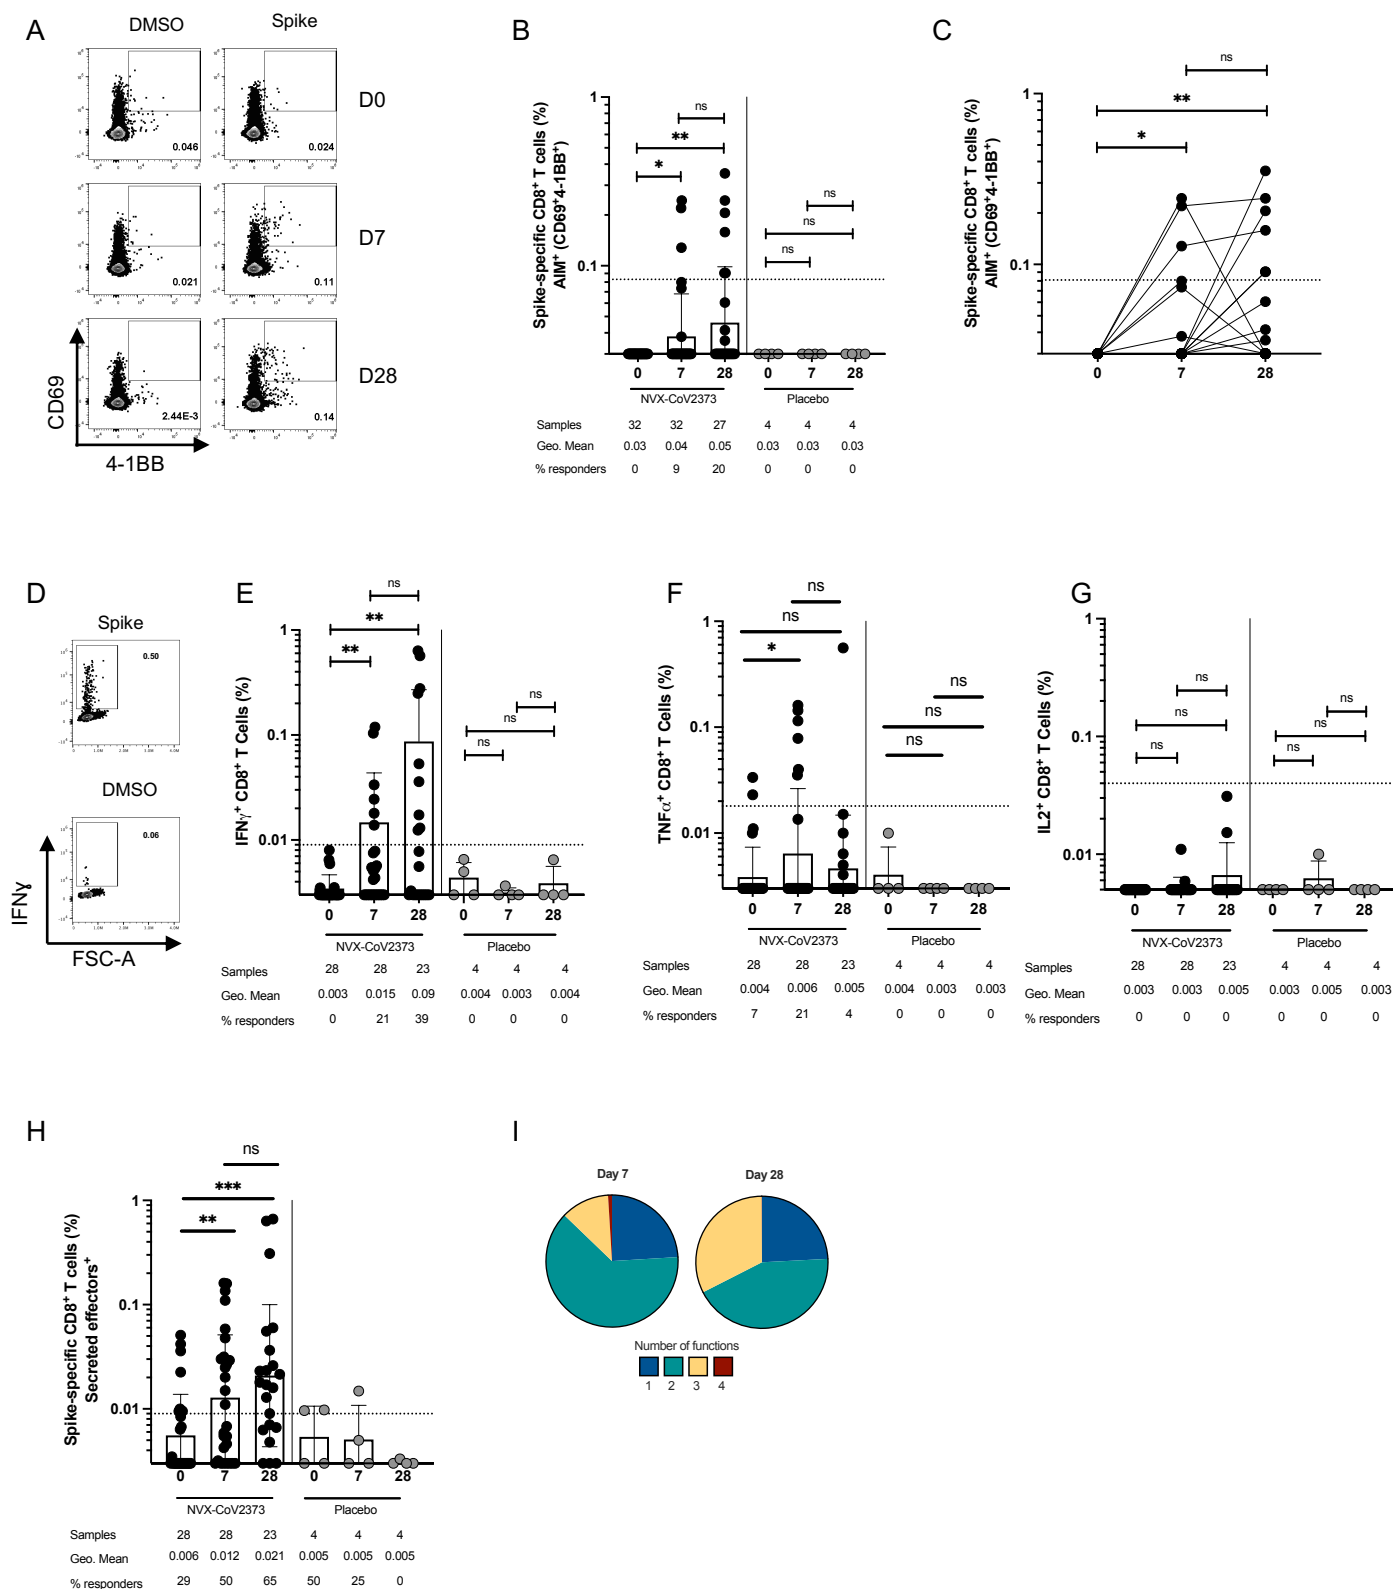 A
DMSO
Spike
D0
0.046
0.024
D7
0.021
0.11
D28
2.44E-3
0.14
CD69
4-1BB
B
Spike-specific CD8+ T cells (%)
AIM+ (CD69+4-1BB+)
1
0.1
ns
**
*
ns
ns
ns
0 7 28 0 7 28
NVX-CoV2373 Placebo
Samples 32 32 27 4 4 4
Geo. Mean 0.03 0.04 0.05 0.03 0.03 0.03
% responders 0 9 20 0 0 0
C
Spike-specific CD8+ T cells (%)
AIM+ (CD69+4-1BB+)
1
0.1
ns
**
*
0 7 28
D
Spike
0.50
DMSO
0.06
IFNγ
FSC-A
E
IFNγ+ CD8+ T Cells (%)
1
0.1
0.01
ns
**
**
ns
ns
ns
0 7 28 0 7 28
NVX-CoV2373 Placebo
Samples 28 28 23 4 4 4
Geo. Mean 0.003 0.015 0.09 0.004 0.003 0.004
% responders 0 21 39 0 0 0
F
TNFα+ CD8+ T Cells (%)
1
0.1
0.01
ns
ns
*
ns
ns
ns
0 7 28 0 7 28
NVX-CoV2373 Placebo
Samples 28 28 23 4 4 4
Geo. Mean 0.004 0.006 0.005 0.004 0.003 0.003
% responders 7 21 4 0 0 0
G
IL2+ CD8+ T Cells (%)
1
0.1
0.01
ns
ns
ns
ns
ns
ns
0 7 28 0 7 28
NVX-CoV2373 Placebo
Samples 28 28 23 4 4 4
Geo. Mean 0.003 0.003 0.005 0.003 0.005 0.003
% responders 0 0 0 0 0 0
H
Spike-specific CD8+ T cells (%)
Secreted effectors+
1
0.1
0.01
ns
***
**
0 7 28 0 7 28
NVX-CoV2373 Placebo
Samples 28 28 23 4 4 4
Geo. Mean 0.006 0.012 0.021 0.005 0.005 0.005
% responders 29 50 65 50 25 0
I
Day 7 Day 28
Number of functions
1 2 3 4